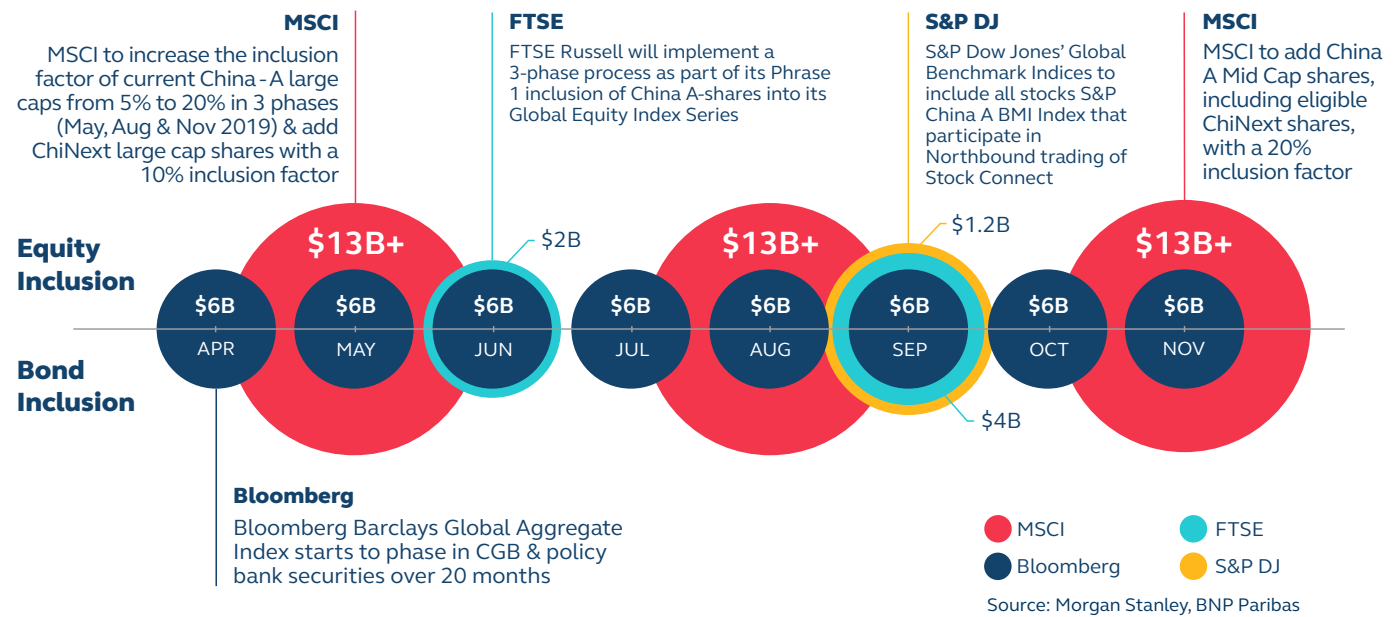 MSCI
MSCI to increase the inclusion
factor of current China - A large
caps from 5% to 20% in 3 phases
(May, Aug & Nov 2019) & add
ChiNext large cap shares with a
10% inclusion factor
FTSE
FTSE Russell will implement a
3-phase process as part of its Phrase
1 inclusion of China A-shares into its
Global Equity Index Series
S&P DJ
S&P Dow Jones’ Global
Benchmark Indices to
include all stocks S&P
China A BMI Index that
participate in
Northbound trading of
Stock Connect
MSCI
MSCI to add China
A Mid Cap shares,
including eligible
ChiNext shares,
with a 20%
inclusion factor
Equity
Inclusion
$13B+
$2B
$13B+
$1.2B
$13B+
$6B
$6B
$6B
$6B
$6B
$6B
$6B
$6B
APR
MAY
JUN
JUL
AUG
SEP
OCT
NOV
Bond
Inclusion
$4B
Bloomberg
Bloomberg Barclays Global Aggregate
Index starts to phase in CGB & policy
bank securities over 20 months
MSCI
FTSE
Bloomberg
S&P DJ
Source: Morgan Stanley, BNP Paribas